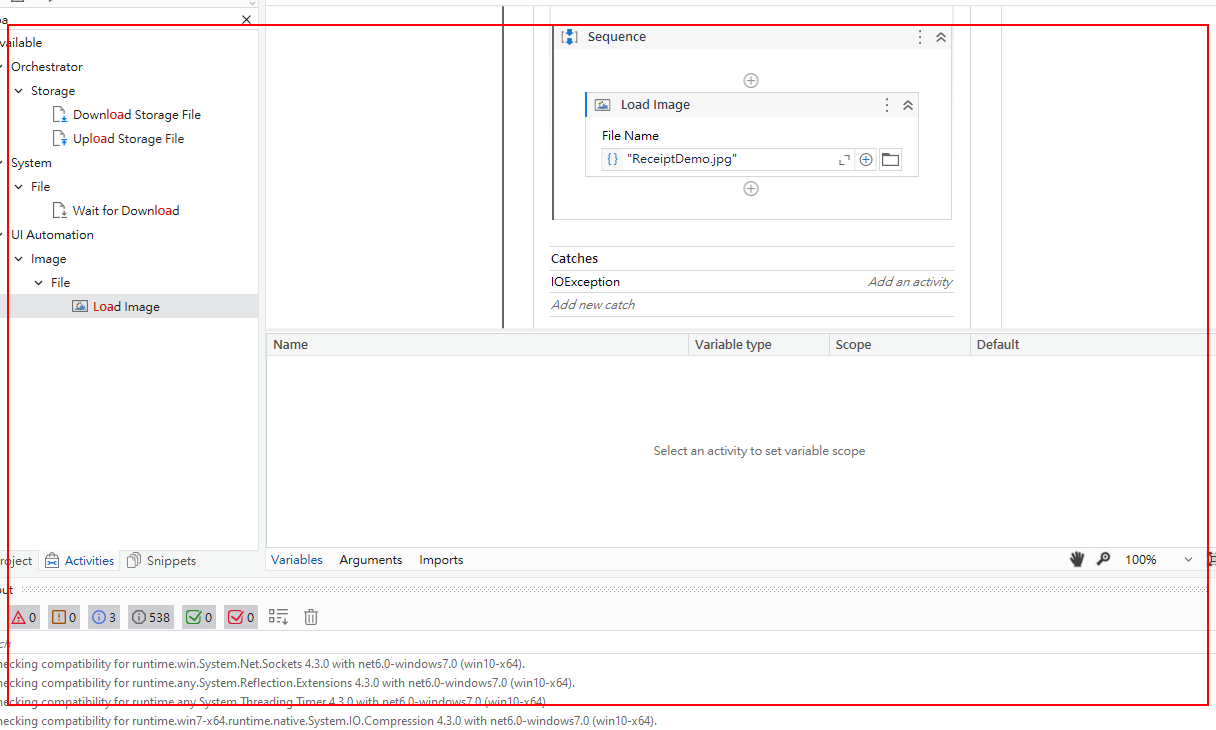 oa
vailable
Orchestrator
Storage
Download Storage File
Upload Storage File
System
File
Wait for Download
UI Automation
Image
File
Load Image
Sequence
Load Image
File Name
{} "ReceiptDemo.jpg"
Catches
IOException Add an activity
Add new catch
Name Variable type Scope Default
Select an activity to set variable scope
roject Activities Snippets
Variables Arguments Imports 100%
out
0 0 3 538 0 0
ch
hecking compatibility for runtime.win.System.Net.Sockets 4.3.0 with net6.0-windows7.0 (win10-x64).
hecking compatibility for runtime.any.System.Reflection.Extensions 4.3.0 with net6.0-windows7.0 (win10-x64).
hecking compatibility for runtime.any.System.Threading.Timer 4.3.0 with net6.0-windows7.0 (win10-x64).
hecking compatibility for runtime.win7-x64.runtime.native.System.IO.Compression 4.3.0 with net6.0-windows7.0 (win10-x64).